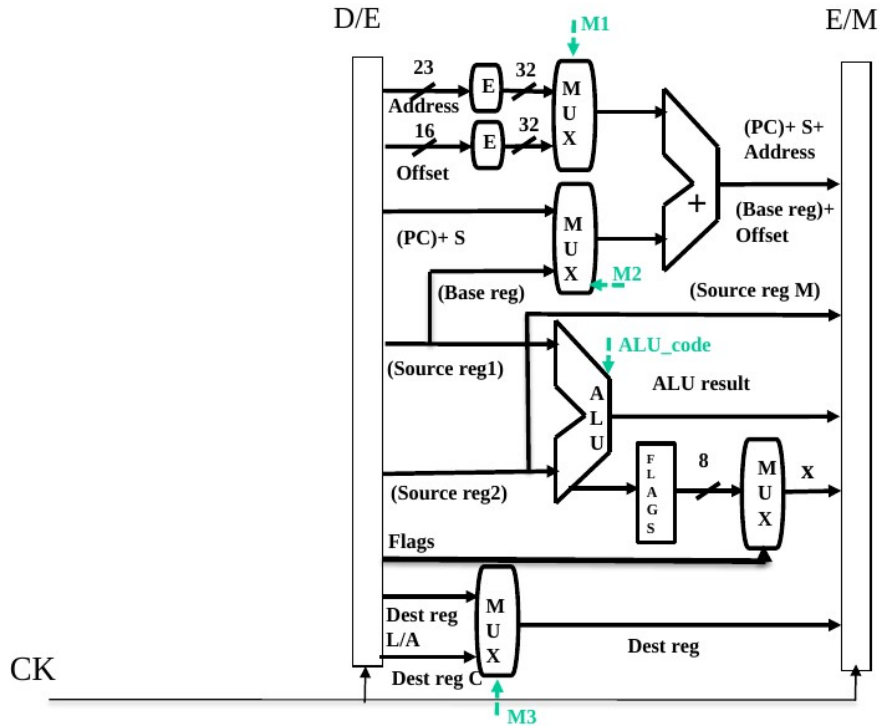 D/E
E/M
M1
23
32
E
Address
M
U
X
16
32
E
Offset
(PC)+ S+
Address
+
(PC)+ S
M
U
X
(Base reg)+
Offset
M2
(Base reg)
(Source reg M)
ALU_code
(Source reg1)
ALU result
A
L
U
F
L
A
G
S
8
M
U
X
X
(Source reg2)
Flags
Dest reg
L/A
M
U
X
Dest reg
Dest reg C
CK
M3